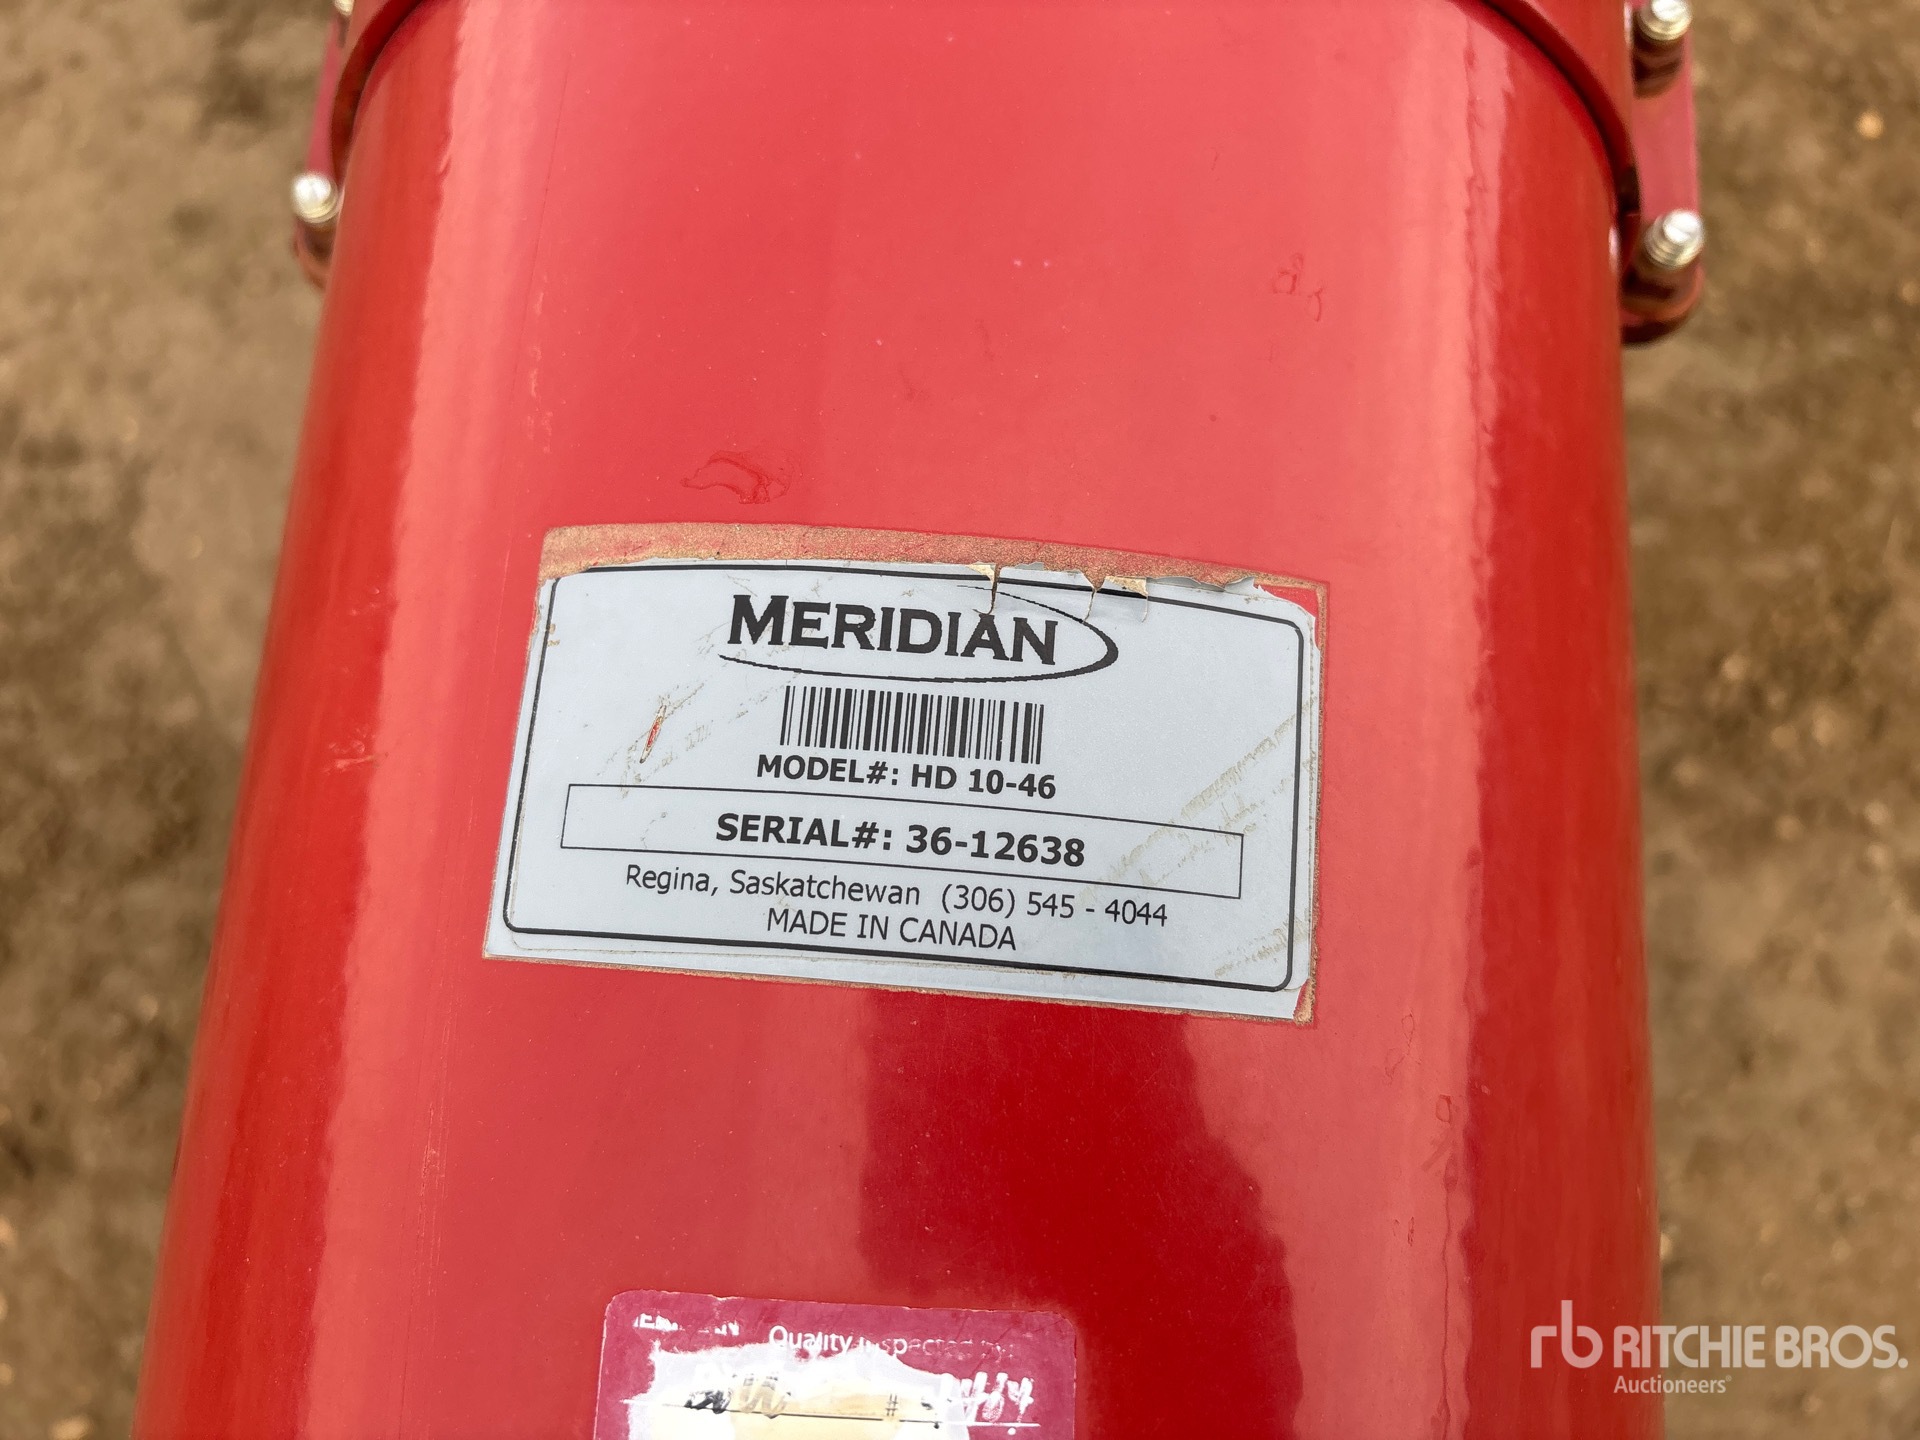 MERIDIAN
MODEL#: HD 10-46
SERIAL#: 36-12638
Regina, Saskatchewan (306) 545 - 4044
MADE IN CANADA
Quality Inspected by:
#
rb RITCHIE BROS.
Auctioneers